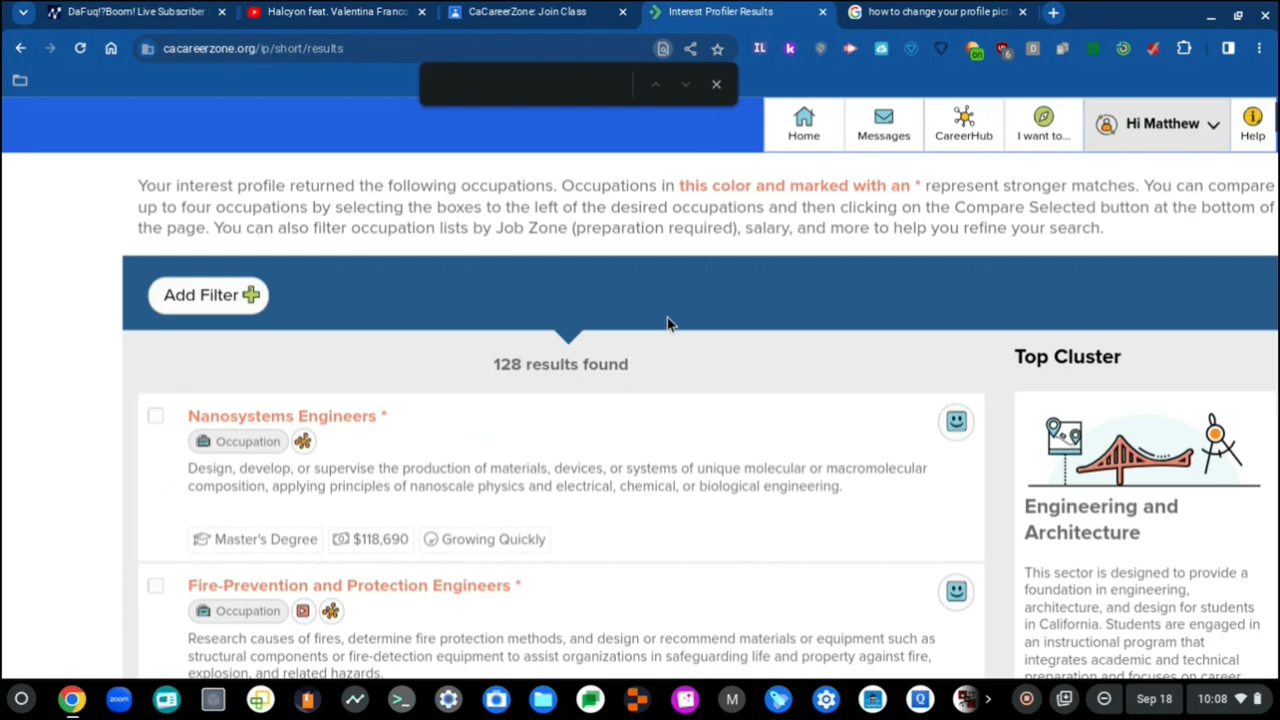 DaFuq!?Boom! Live Subscriber
Halcyon feat. Valentina Franco
CaCareerZone: Join Class
Interest Profiler Results
how to change your profile pict
cacareerzone.org/ip/short/results
Home
Messages
CareerHub
I want to...
Hi Matthew
Help
Your interest profile returned the following occupations. Occupations in this color and marked with an * represent stronger matches. You can compare
up to four occupations by selecting the boxes to the left of the desired occupations and then clicking on the Compare Selected button at the bottom of
the page. You can also filter occupation lists by Job Zone (preparation required), salary, and more to help you refine your search.
Add Filter
128 results found
Nanosystems Engineers *
Occupation
Design, develop, or supervise the production of materials, devices, or systems of unique molecular or macromolecular
composition, applying principles of nanoscale physics and electrical, chemical, or biological engineering.
Master's Degree
$118,690
Growing Quickly
Fire-Prevention and Protection Engineers *
Occupation
Research causes of fires, determine fire protection methods, and design or recommend materials or equipment such as
structural components or fire-detection equipment to assist organizations in safeguarding life and property against fire,
explosion, and related hazards.
Top Cluster
Engineering and
Architecture
This sector is designed to provide a
foundation in engineering,
architecture, and design for students
in California. Students are engaged in
an instructional program that
integrates academic and technical
preparation and focuses on career
IL
k
on
6
D
zoom
M
Q
Sep 18
10:08